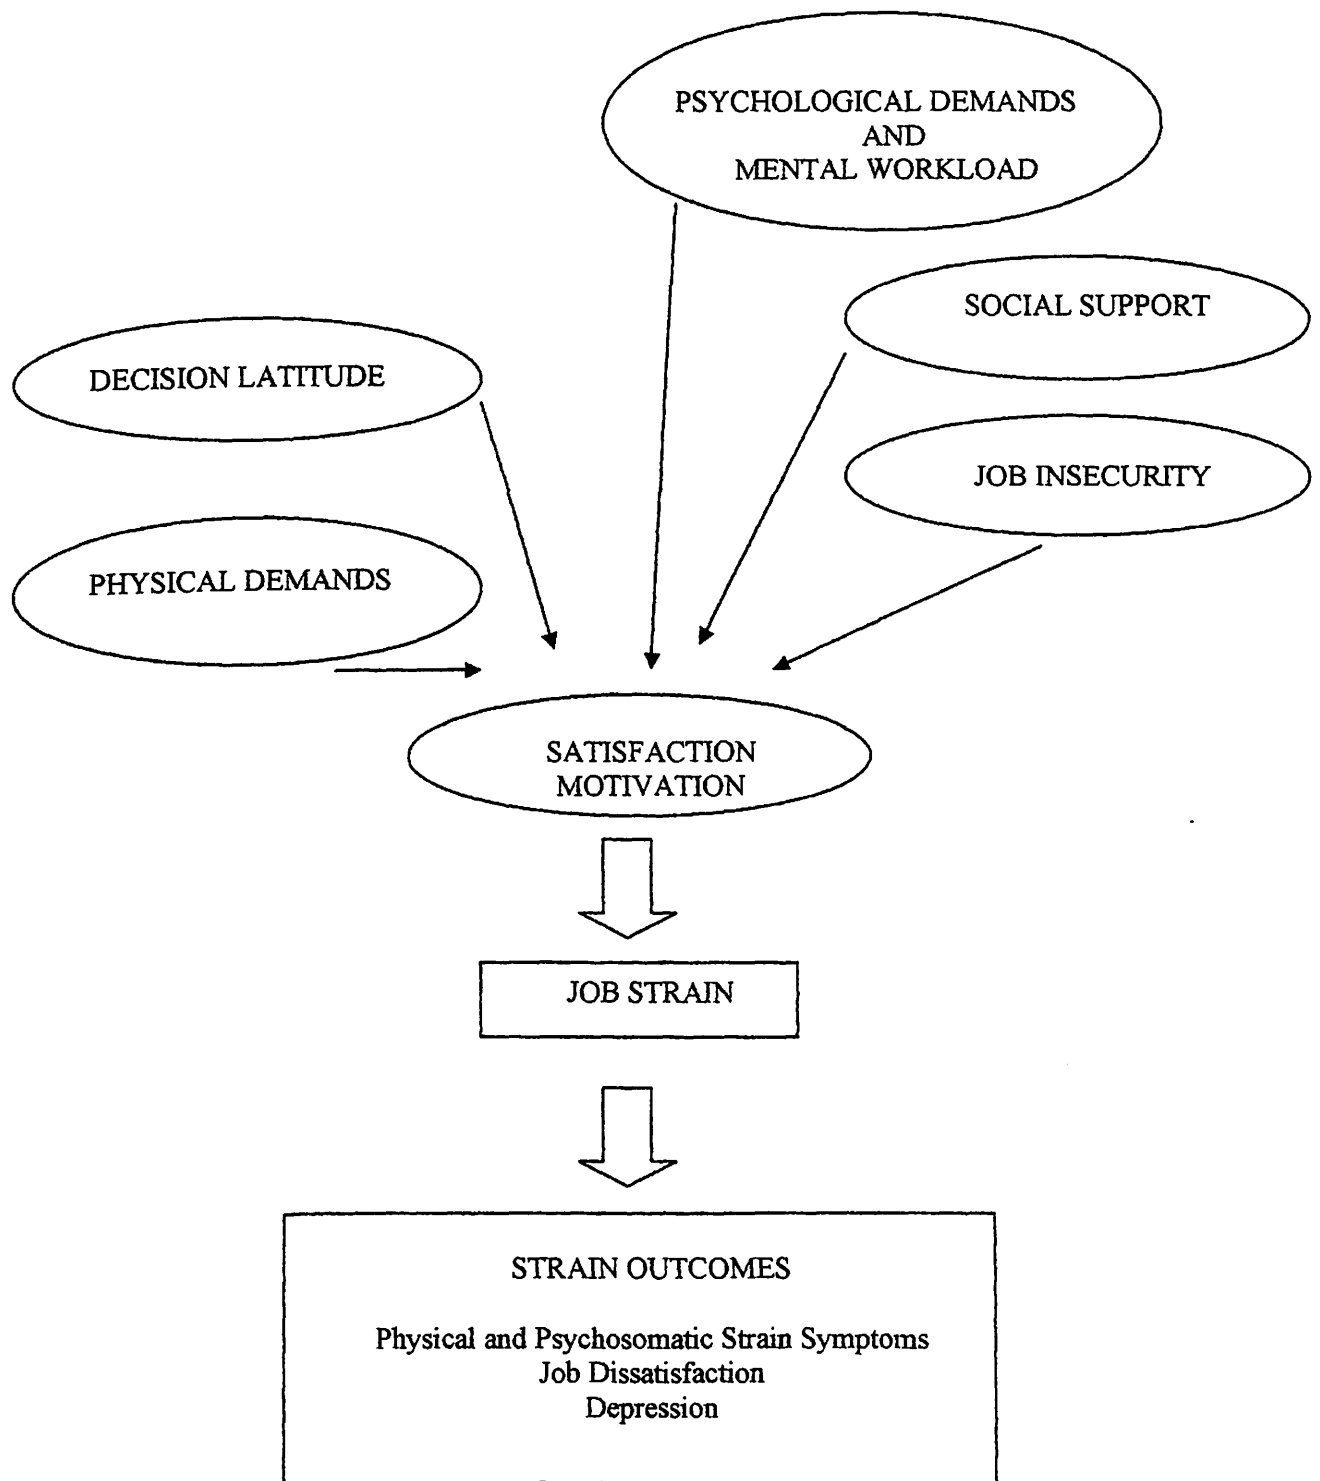 PSYCHOLOGICAL DEMANDS
AND
MENTAL WORKLOAD
SOCIAL SUPPORT
DECISION LATITUDE
JOB INSECURITY
PHYSICAL DEMANDS
SATISFACTION
MOTIVATION
JOB STRAIN
STRAIN OUTCOMES
Physical and Psychosomatic Strain Symptoms
Job Dissatisfaction
Depression